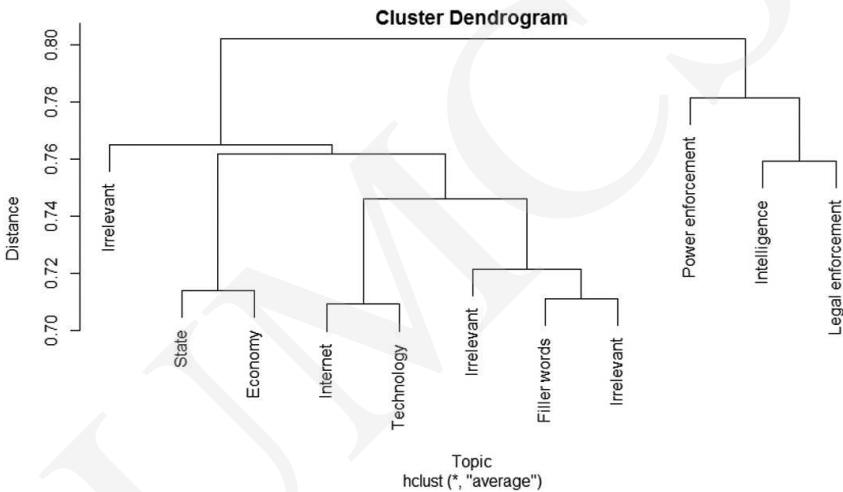 Cluster Dendrogram
Distance
0.80
0.78
0.76
0.74
0.72
0.70
Irrelevant
State
Economy
Internet
Technology
Irrelevant
Filler words
Irrelevant
Power enforcement
Intelligence
Legal enforcement
Topic
hclust (*, "average")